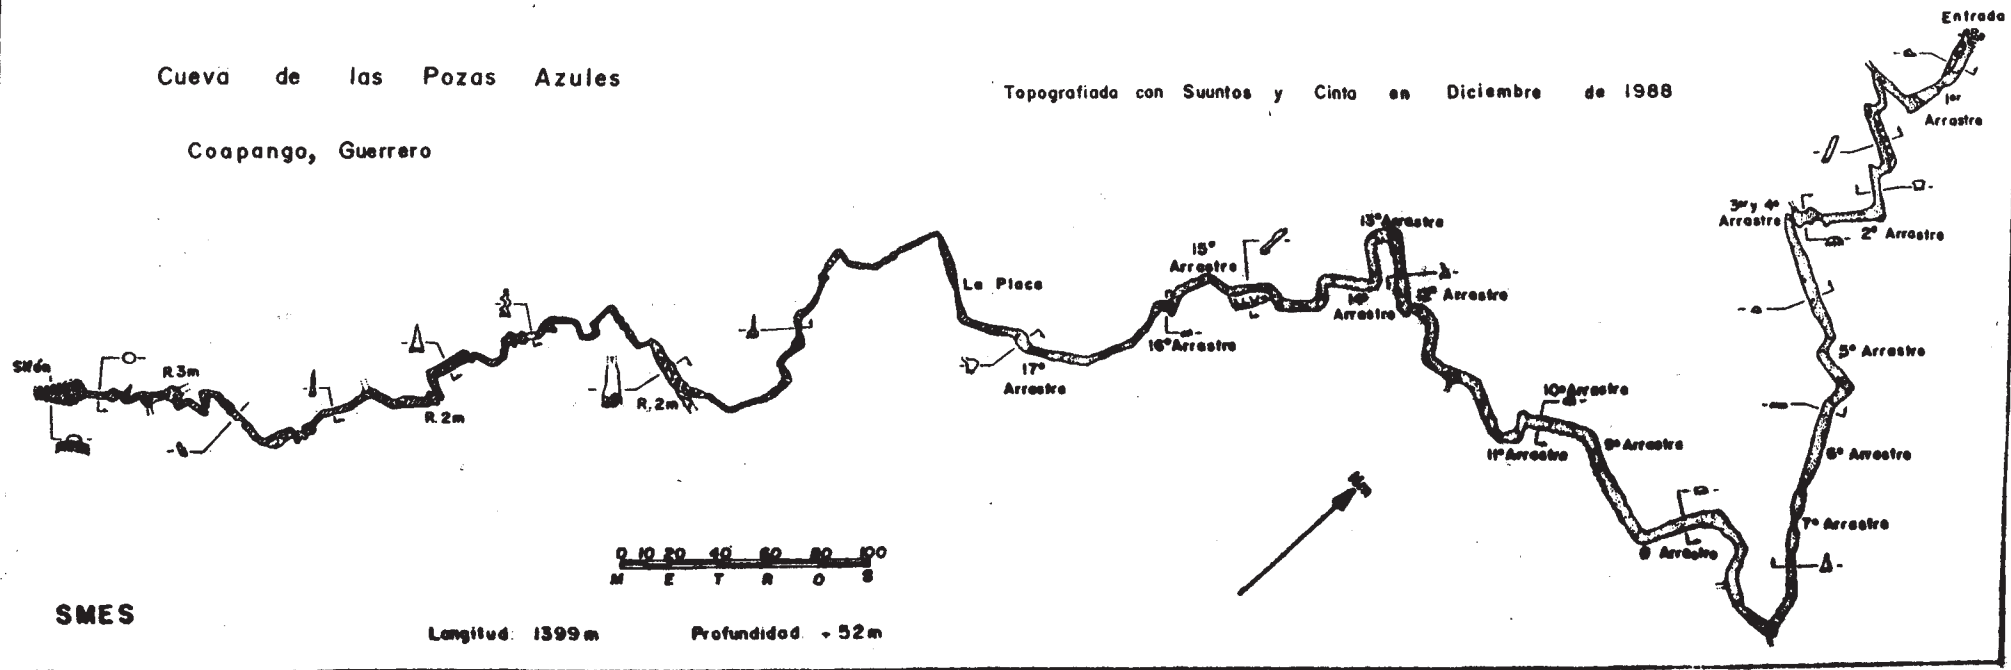 Cueva de las Pozas Azules
Coapango, Guerrero
Topografiada con Suuntos y Cinta en Diciembre de 1988
Entrada
1er
Arrastre
2º Arrastre
3er y 4º
Arrastre
5º Arrastre
6º Arrastre
7º Arrastre
8 Arrastre
9º Arrastre
10º Arrastre
11º Arrastre
12º Arrastre
13º Arrastre
14º
Arrastre
15º
Arrastre
16º Arrastre
17º
Arrastre
La Placa
R. 2m
R. 2m
R 3m
Sifón
0 10 20 40 60 80 100
M E T R O S
SMES
Longitud: 1399 m
Profundidad + 52 m